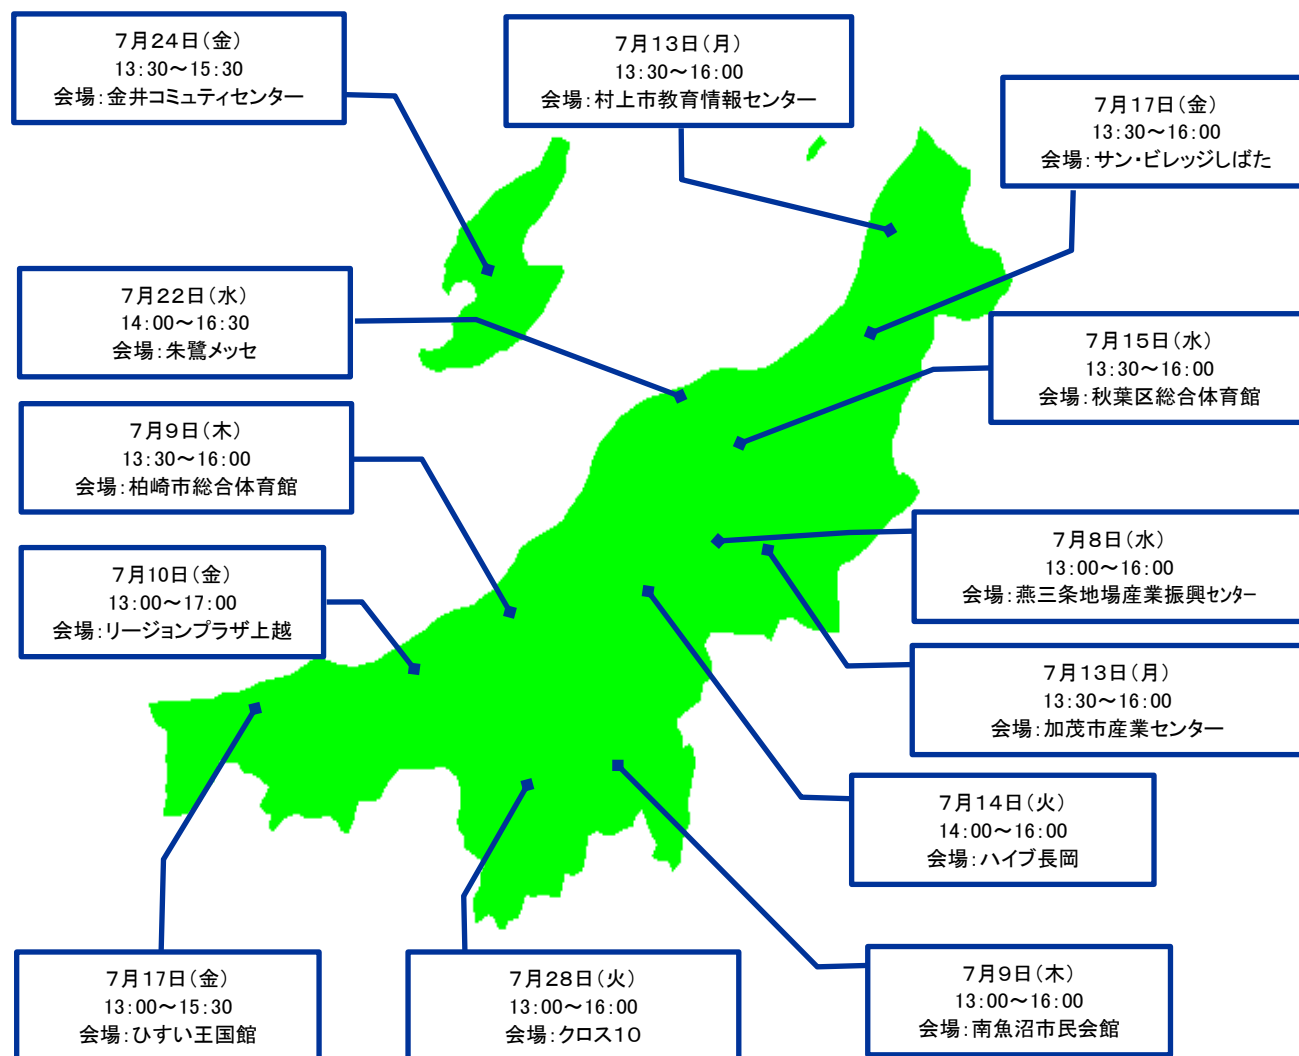 7月24日(金)
13:30～15:30
会場:金井コミュティセンター
7月13日(月)
13:30～16:00
会場:村上市教育情報センター
7月17日(金)
13:30～16:00
会場:サン・ビレッジしばた
7月22日(水)
14:00～16:30
会場:朱鷺メッセ
7月15日(水)
13:30～16:00
会場:秋葉区総合体育館
7月9日(木)
13:30～16:00
会場:柏崎市総合体育館
7月8日(水)
13:00～16:00
会場:燕三条地場産業振興センター
7月10日(金)
13:00～17:00
会場:リージョンプラザ上越
7月13日(月)
13:30～16:00
会場:加茂市産業センター
7月14日(火)
14:00～16:00
会場:ハイブ長岡
7月17日(金)
13:00～15:30
会場:ひすい王国館
7月28日(火)
13:00～16:00
会場:クロス10
7月9日(木)
13:00～16:00
会場:南魚沼市民会館